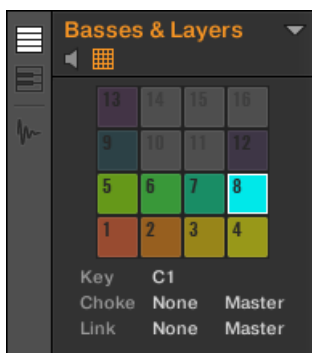 Basses & Layers
13 14 15 16
9 10 11 12
5 6 7 8
1 2 3 4
Key C1
Choke None Master
Link None Master